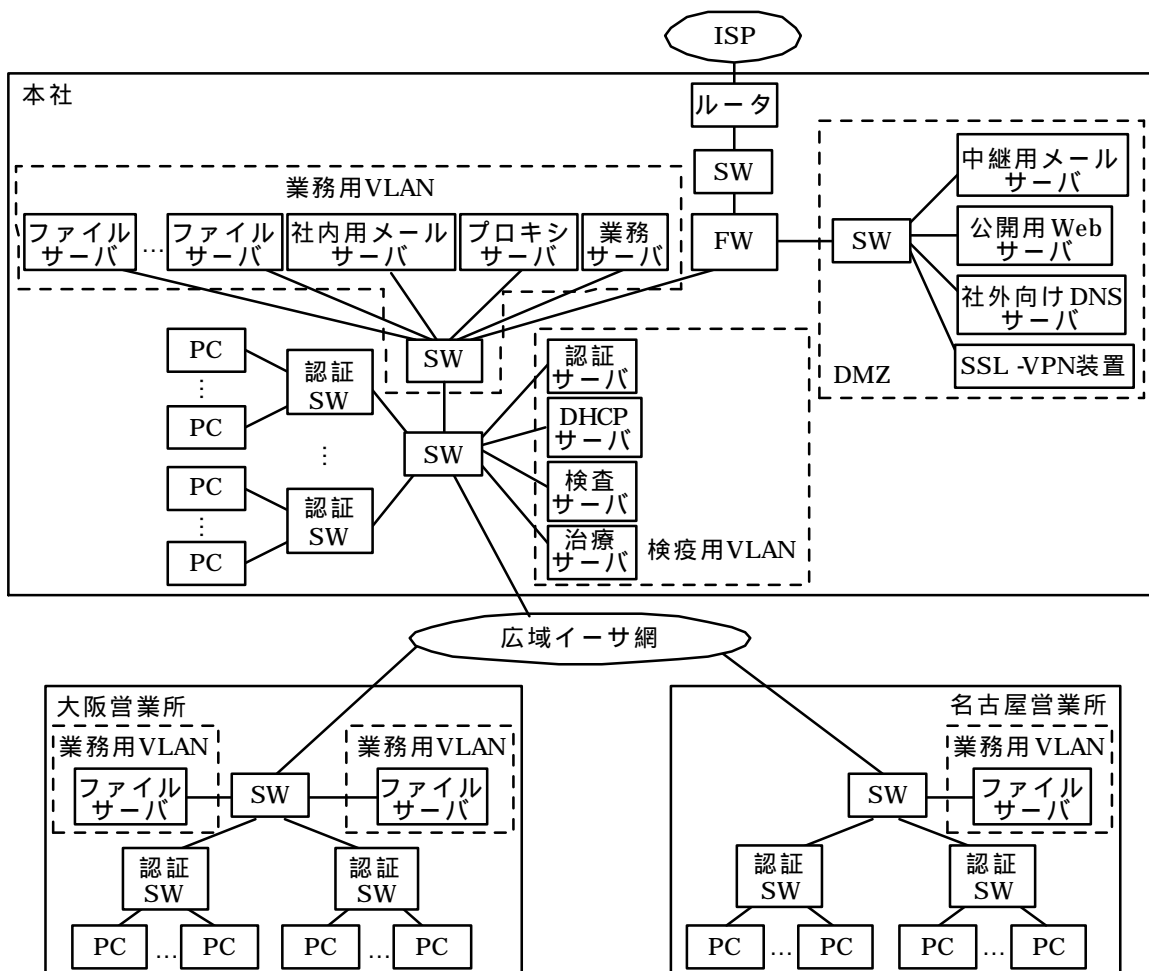 ISP
本社
ルータ
SW
業務用VLAN
ファイル
サーバ
…
ファイル
サーバ
社内用メール
サーバ
プロキシ
サーバ
業務
サーバ
FW
SW
中継用メール
サーバ
公開用Web
サーバ
社外向けDNS
サーバ
SSL-VPN装置
DMZ
SW
PC
…
PC
認証
SW
…
PC
…
PC
認証
SW
SW
認証
サーバ
DHCP
サーバ
検査
サーバ
治療
サーバ
検疫用VLAN
広域イーサ網
大阪営業所
業務用VLAN
ファイル
サーバ
SW
業務用VLAN
ファイル
サーバ
認証
SW
認証
SW
PC
…
PC
PC
…
PC
名古屋営業所
業務用VLAN
SW
ファイル
サーバ
認証
SW
認証
SW
PC
…
PC
PC
…
PC